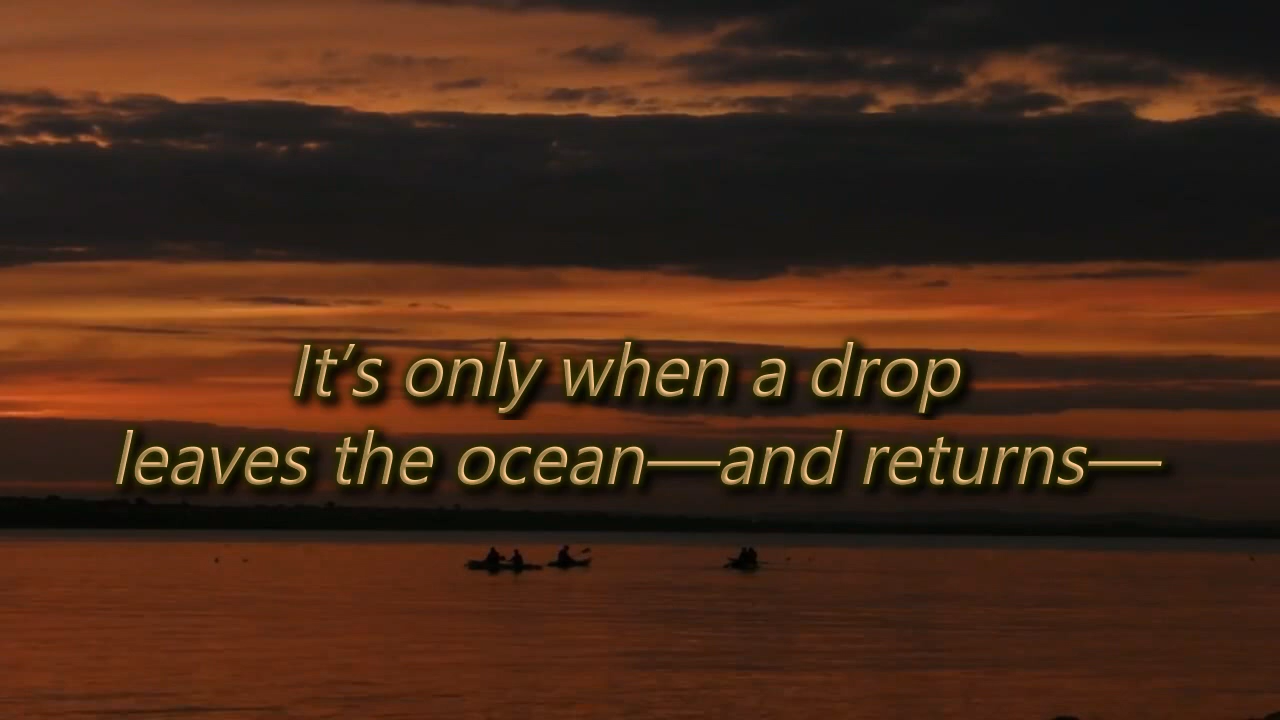 It’s only when a drop
leaves the ocean—and returns—